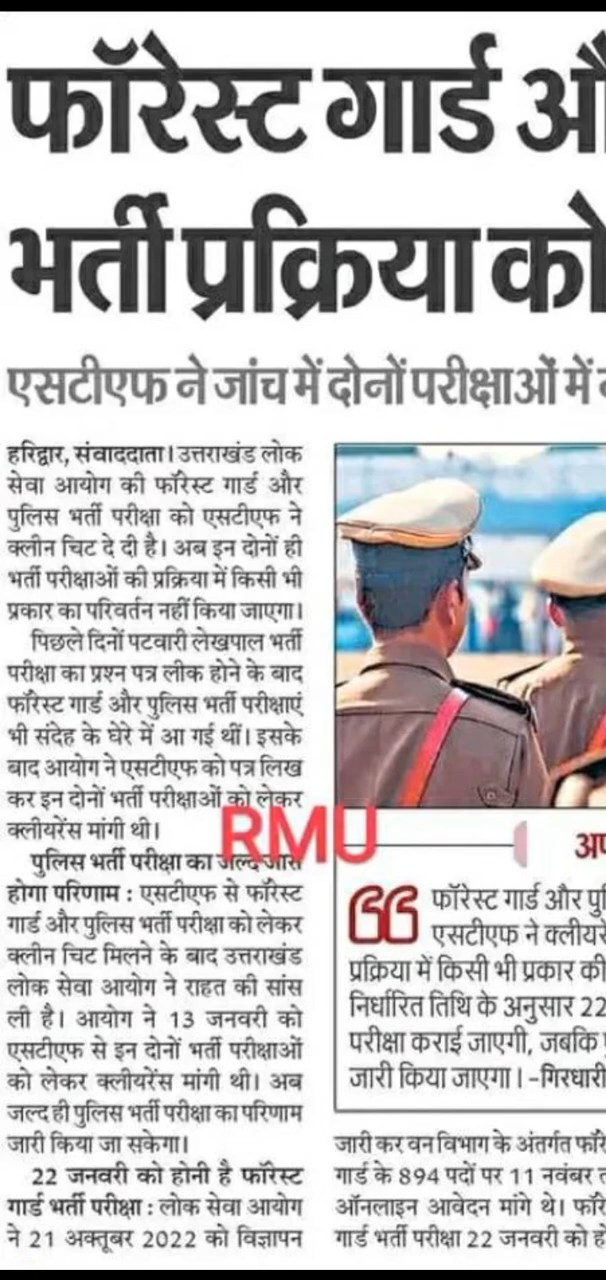 फॉरेस्ट गार्ड
भर्ती प्रक्रिया को
एसटीएफ ने जांच में दोनों परीक्षाओं में
हरिद्वार, संवाददाता। उत्तराखंड लोक
सेवा आयोग की फॉरेस्ट गार्ड और
पुलिस भर्ती परीक्षा को एसटीएफ ने
क्लीन चिट दे दी है। अब इन दोनों ही
भर्ती परीक्षाओं की प्रक्रिया में किसी भी
प्रकार का परिवर्तन नहीं किया जाएगा।
पिछले दिनों पटवारी लेखपाल भर्ती
परीक्षा का प्रश्न पत्र लीक होने के बाद
फॉरेस्ट गार्ड और पुलिस भर्ती परीक्षाएं
भी संदेह के घेरे में आ गई थीं। इसके
बाद आयोग ने एसटीएफ को पत्र लिख
कर इन दोनों भर्ती परीक्षाओं को लेकर
क्लीयरेंस मांगी थी।
RMU
पुलिस भर्ती परीक्षा का जल्द जारी
होगा परिणाम : एसटीएफ से फॉरेस्ट
गार्ड और पुलिस भर्ती परीक्षा को लेकर
क्लीन चिट मिलने के बाद उत्तराखंड
लोक सेवा आयोग ने राहत की सांस
ली है। आयोग ने 13 जनवरी को
एसटीएफ से इन दोनों भर्ती परीक्षाओं
को लेकर क्लीयरेंस मांगी थी। अब
जल्द ही पुलिस भर्ती परीक्षा का परिणाम
जारी किया जा सकेगा।
22 जनवरी को होनी है फॉरेस्ट
गार्ड भर्ती परीक्षा : लोक सेवा आयोग
ने 21 अक्तूबर 2022 को विज्ञापन
फॉरेस्ट गार्ड और
एसटीएफ ने
प्रक्रिया में किसी भी प्रकार की
निर्धारित तिथि के अनुसार 22
परीक्षा कराई जाएगी, जबकि
जारी किया जाएगा। -गिरधारी
जारी कर वन विभाग के अंतर्गत
गार्ड के 894 पदों पर 11 नवंबर
ऑनलाइन आवेदन मांगे थे।
गार्ड भर्ती परीक्षा 22 जनवरी को